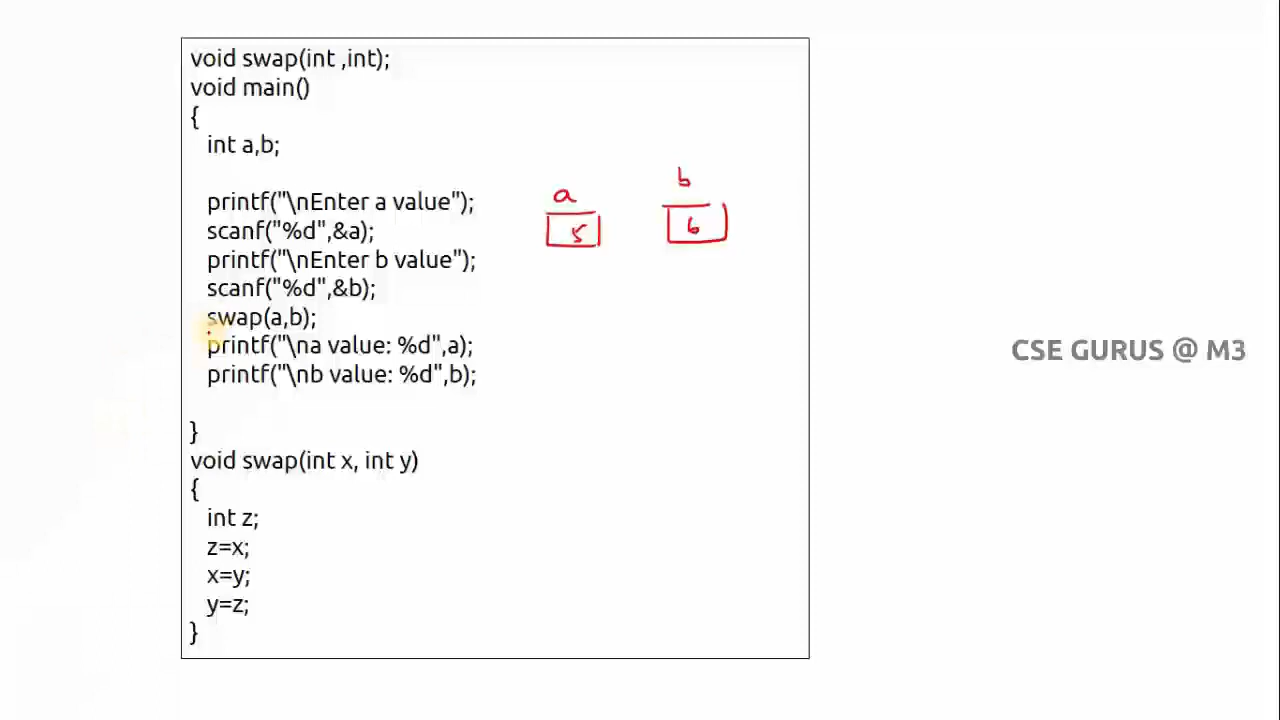 void swap(int ,int);
void main()
{
int a,b;
printf("\nEnter a value");
scanf("%d",&a);
printf("\nEnter b value");
scanf("%d",&b);
swap(a,b);
printf("\na value: %d",a);
printf("\nb value: %d",b);
}
void swap(int x, int y)
{
int z;
z=x;
x=y;
y=z;
}
a b
5 6
CSE GURUS @ M3